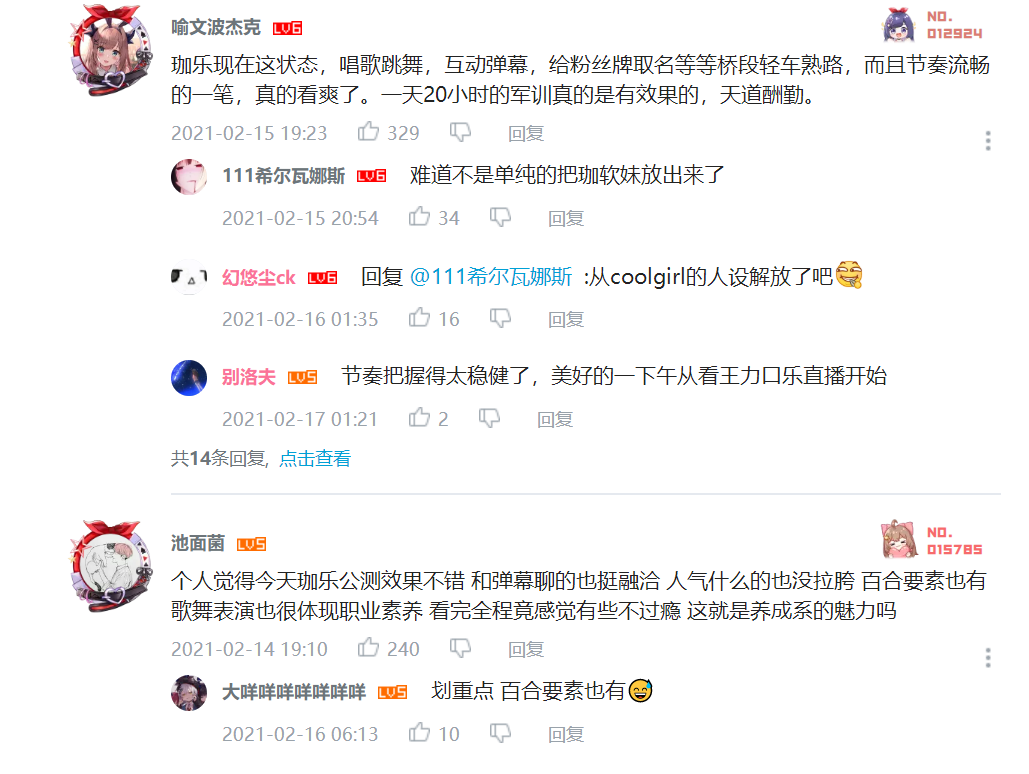 喻文波杰克 LV6 NO. 012924
珈乐现在这状态，唱歌跳舞，互动弹幕，给粉丝牌取名等等桥段轻车熟路，而且节奏流畅
的一笔，真的看爽了。一天20小时的军训真的是有效果的，天道酬勤。
2021-02-15 19:23 329 回复
111希尔瓦娜斯 LV6 难道不是单纯的把珈软妹放出来了
2021-02-15 20:54 34 回复
幻悠尘ck LV6 回复 @111希尔瓦娜斯 :从coolgirl的人设解放了吧
2021-02-16 01:35 16 回复
别洛夫 LV5 节奏把握得太稳健了，美好的一下午从看王力口乐直播开始
2021-02-17 01:21 2 回复
共14条回复, 点击查看
池面菌 LV5 NO. 015785
个人觉得今天珈乐公测效果不错 和弹幕聊的也挺融洽 人气什么的也没拉胯 百合要素也有
歌舞表演也很体现职业素养 看完全程竟感觉有些不过瘾 这就是养成系的魅力吗
2021-02-14 19:10 240 回复
大咩咩咩咩咩咩咩 LV5 划重点 百合要素也有
2021-02-16 06:13 10 回复